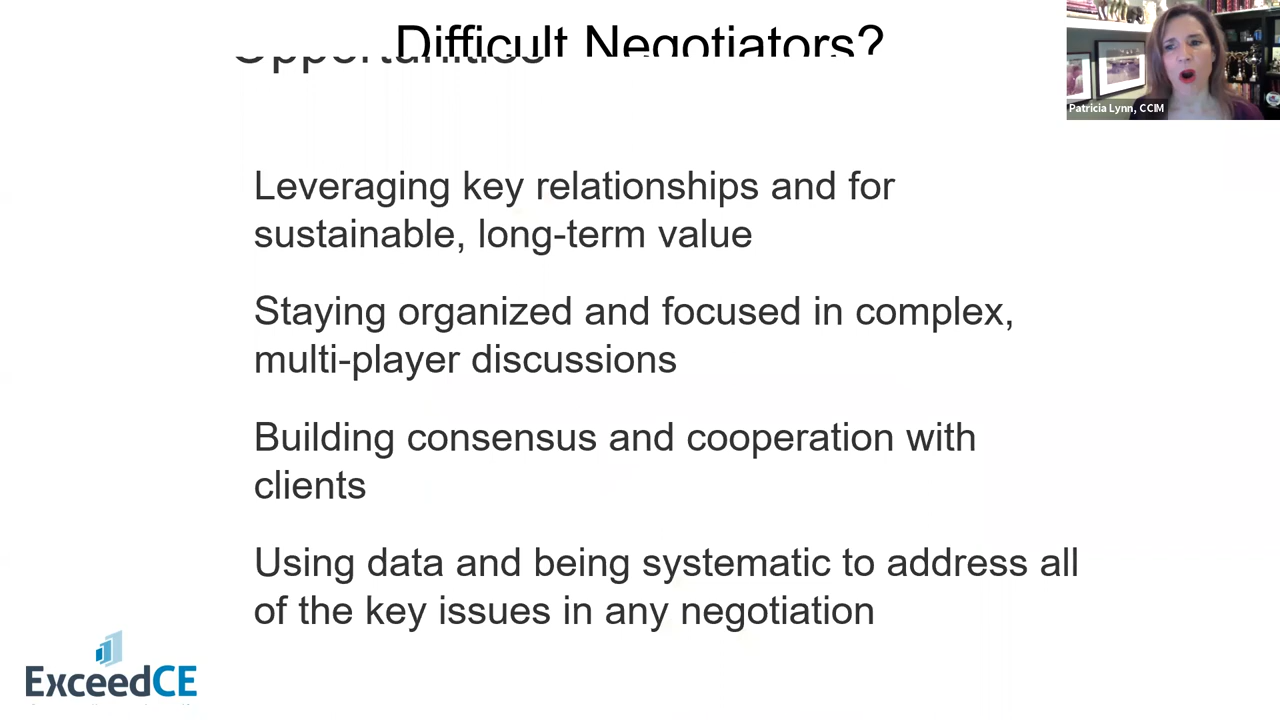 Difficult Negotiators?
Opportunities
Patricia Lynn, CCIM
Leveraging key relationships and for
sustainable, long-term value
Staying organized and focused in complex,
multi-player discussions
Building consensus and cooperation with
clients
Using data and being systematic to address all
of the key issues in any negotiation
ExceedCE